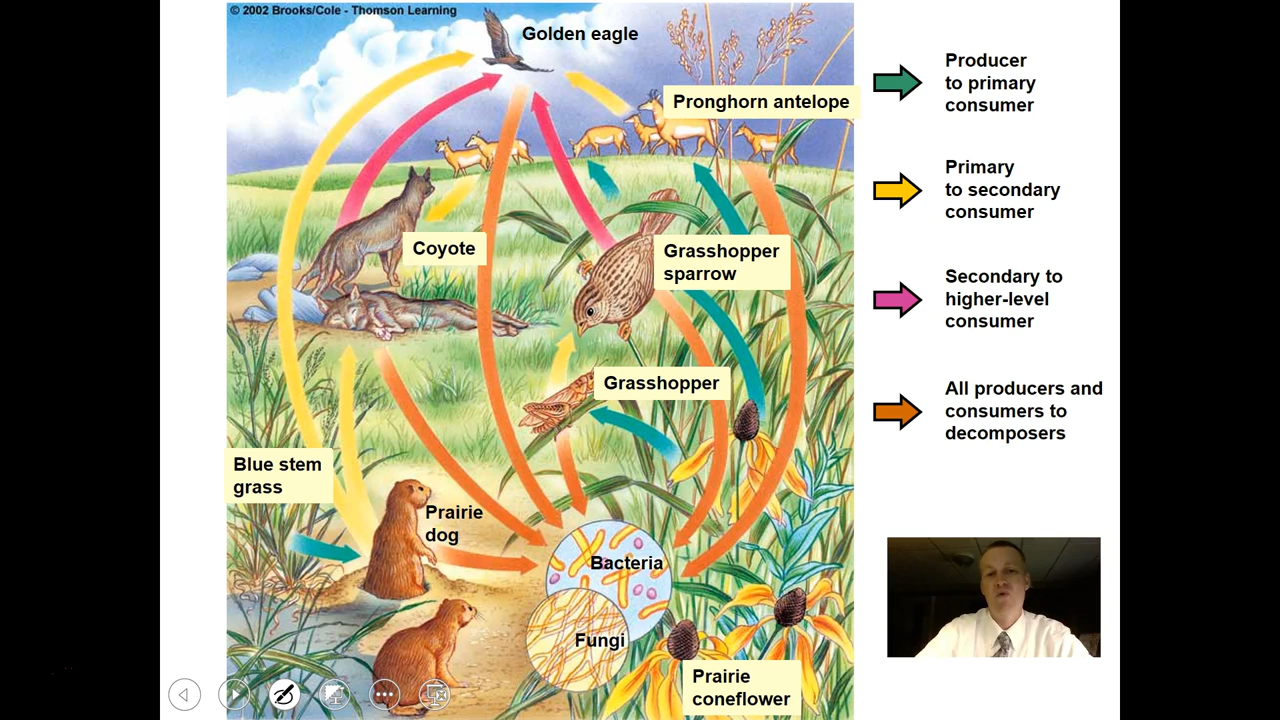 © 2002 Brooks/Cole - Thomson Learning
Golden eagle
Pronghorn antelope
Coyote
Grasshopper
sparrow
Grasshopper
Blue stem
grass
Prairie
dog
Bacteria
Fungi
Prairie
coneflower
Producer
to primary
consumer
Primary
to secondary
consumer
Secondary to
higher-level
consumer
All producers and
consumers to
decomposers